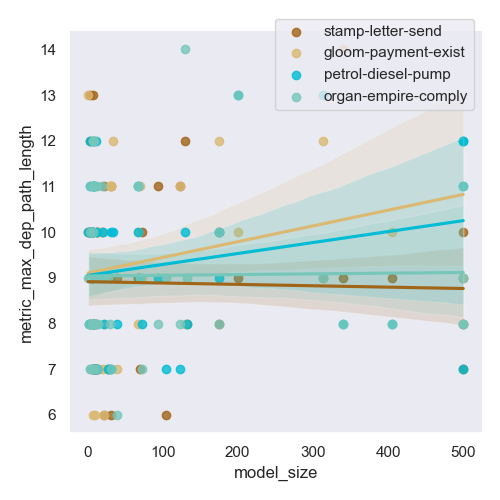 stamp-letter-send
gloom-payment-exist
petrol-diesel-pump
organ-empire-comply
14
13
12
11
10
9
8
7
6
metric_max_dep_path_length
0
100
200
300
400
500
model_size